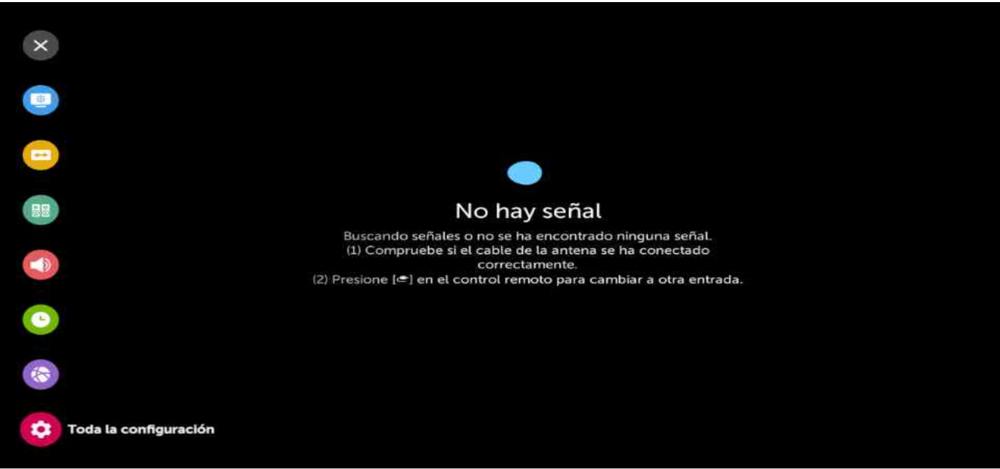 No hay señal
Buscando señales o no se ha encontrado ninguna señal.
(1) Compruebe si el cable de la antena se ha conectado
correctamente.
(2) Presione [] en el control remoto para cambiar a otra entrada.
Toda la configuración